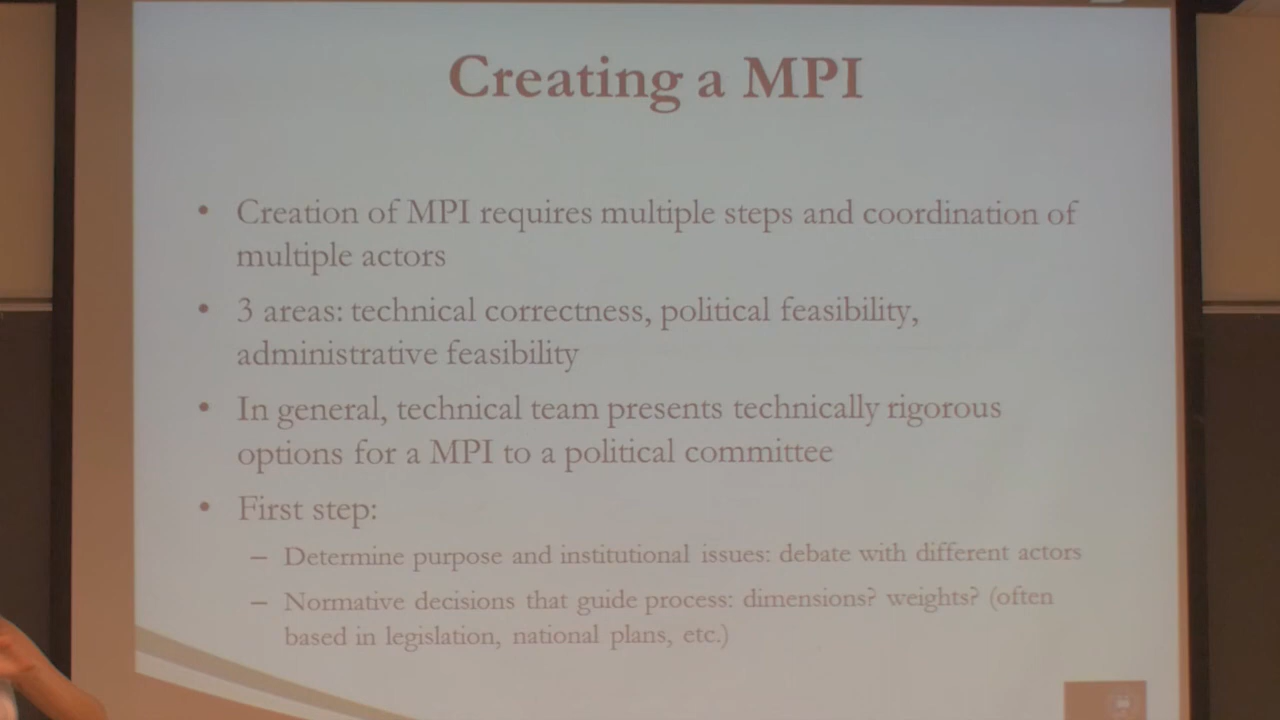 Creating a MPI
• Creation of MPI requires multiple steps and coordination of
multiple actors
• 3 areas: technical correctness, political feasibility,
administrative feasibility
• In general, technical team presents technically rigorous
options for a MPI to a political committee
• First step:
– Determine purpose and institutional issues: debate with different actors
– Normative decisions that guide process: dimensions? weights? (often
based in legislation, national plans, etc.)